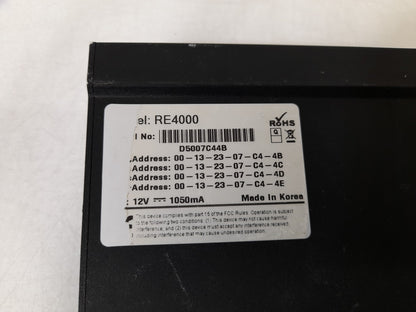 el: RE4000
RoHS
l No:
Q
D5007C44B
Address: 00-13-23-07-C4-4B
Address: 00-13-23-07-C4-4C
Address: 00-13-23-07-C4-4D
Address: 00-13-23-07-C4-4E
12V ⎓ 1050mA Made In Korea
This device complies with part 15 of the FCC Rules. Operation is subject
to the following two conditions: (1) This device may not cause harmful
interference; and (2) this device must accept any interference received,
including interference that may cause undesired operation.